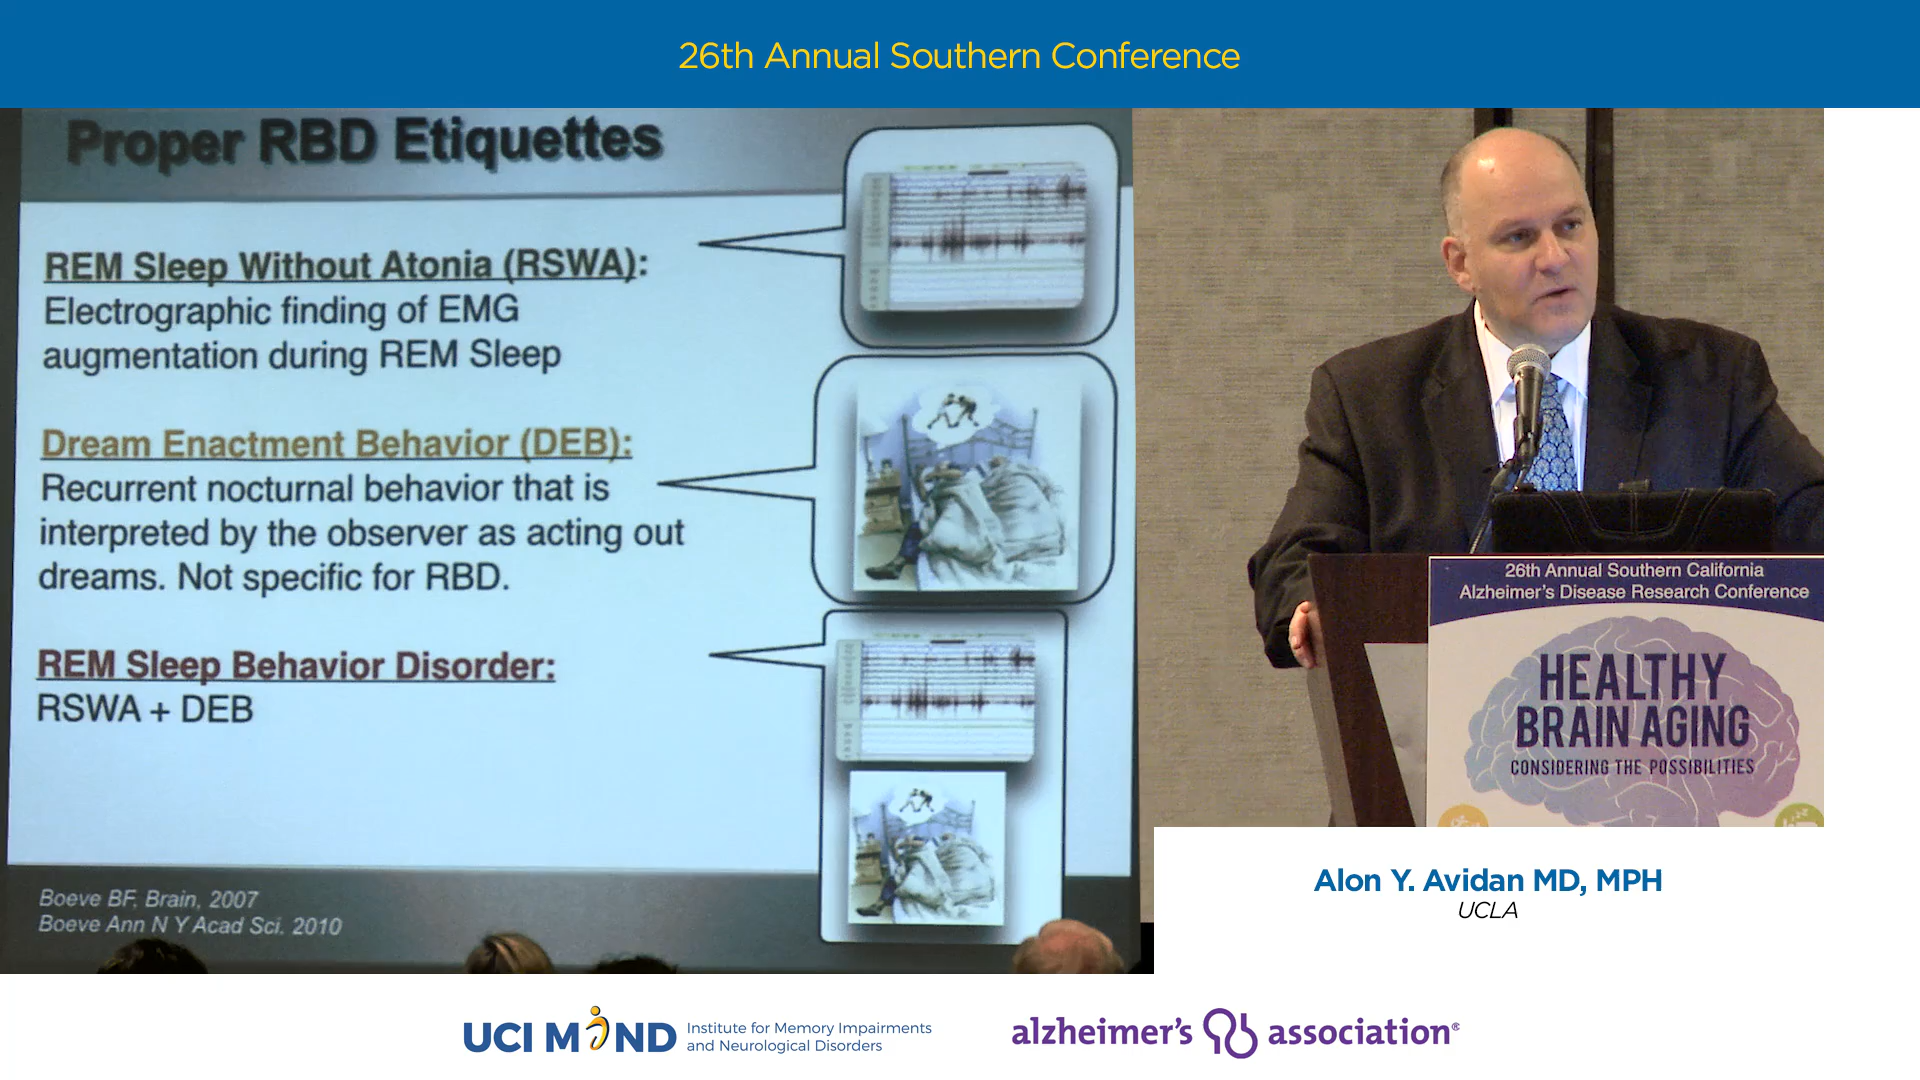 26th Annual Southern Conference
Proper RBD Etiquettes
REM Sleep Without Atonia (RSWA):
Electrographic finding of EMG
augmentation during REM Sleep
Dream Enactment Behavior (DEB):
Recurrent nocturnal behavior that is
interpreted by the observer as acting out
dreams. Not specific for RBD.
REM Sleep Behavior Disorder:
RSWA + DEB
Boeve BF, Brain, 2007
Boeve Ann N Y Acad Sci. 2010
26th Annual Southern California
Alzheimer's Disease Research Conference
HEALTHY
BRAIN AGING
CONSIDERING THE POSSIBILITIES
Alon Y. Avidan MD, MPH
UCLA
UCI MIND
Institute for Memory Impairments
and Neurological Disorders
alzheimer's association®